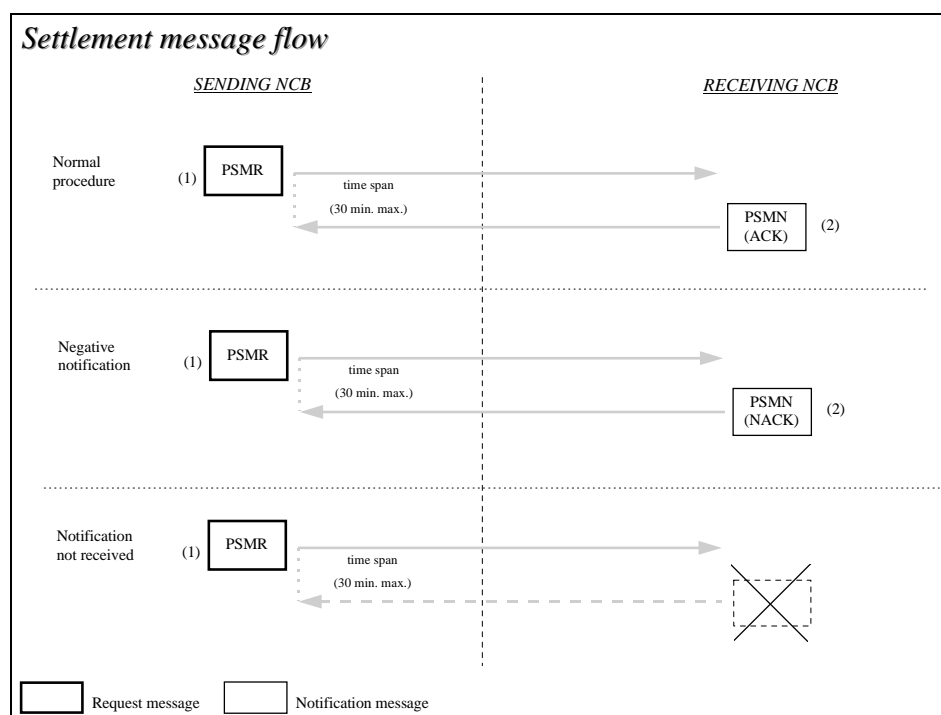 Settlement message flow
SENDING NCB
RECEIVING NCB
Normal
procedure
(1)
PSMR
time span
(30 min. max.)
PSMN
(ACK)
(2)
Negative
notification
(1)
PSMR
time span
(30 min. max.)
PSMN
(NACK)
(2)
Notification
not received
(1)
PSMR
time span
(30 min. max.)
Request message
Notification message